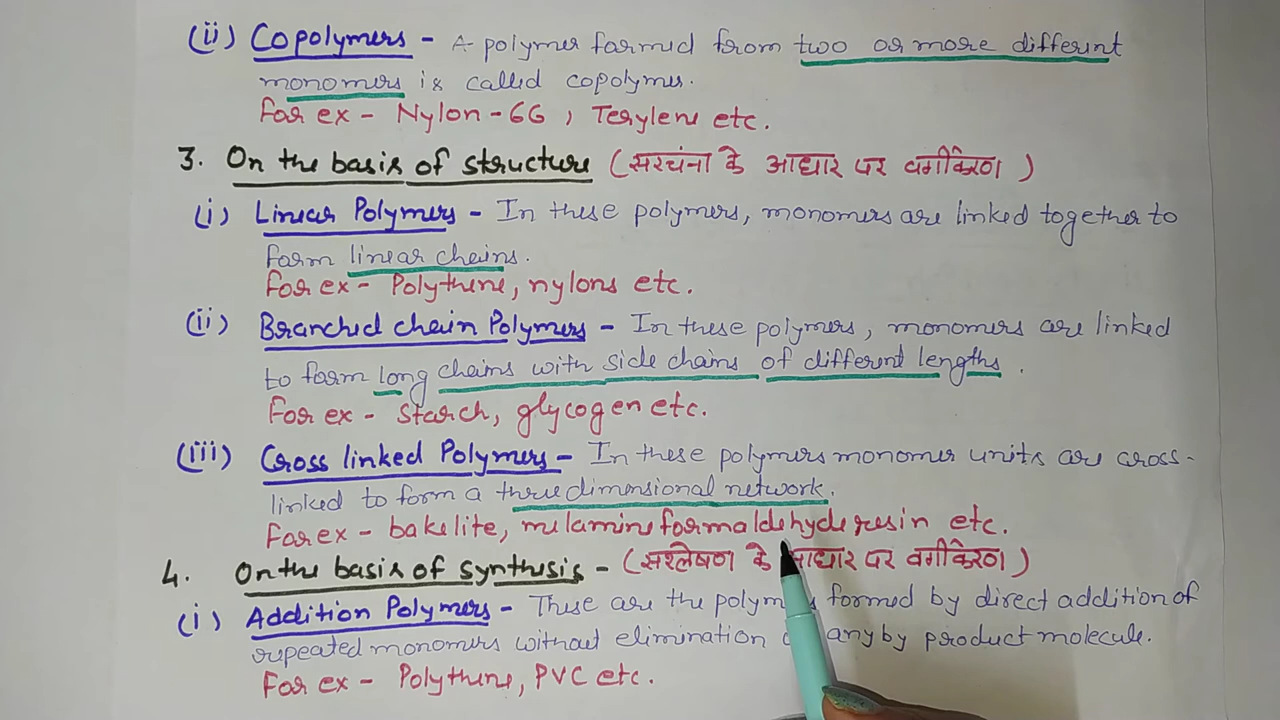 (ii) Copolymers - A polymer formed from two or more different
monomers is called copolymer.
For ex - Nylon-66, Terylene etc.
3. On the basis of structure (सरचंना के आधार पर वर्गीकरण)
(i) Linear Polymers - In these polymers, monomers are linked together to
form linear chains.
For ex - Polythene, nylons etc.
(ii) Branched chain Polymers - In these polymers, monomers are linked
to form long chains with side chains of different lengths.
For ex - Starch, glycogen etc.
(iii) Cross linked Polymers - In these polymers monomer units are cross-
linked to form a three dimensional network.
For ex - bakelite, melamine formaldehyde resin etc.
4. On the basis of synthesis - (सश्लेषण के आधार पर वर्गीकरण)
(i) Addition Polymers - These are the polymers formed by direct addition of
repeated monomers without elimination any by product molecule.
For ex - Polythene, PVC etc.